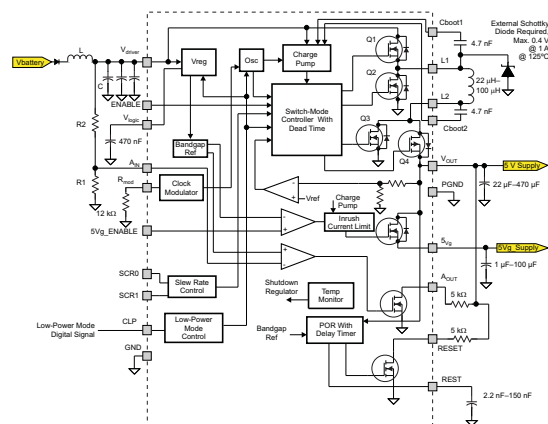 Vbattery
L
Vdriver
C
ENABLE
R2
Vlogic
470 nF
AIN
R1
Rmod
12 kΩ
5Vg_ENABLE
SCR0
SCR1
CLP
Low-Power Mode
Digital Signal
GND
Vreg
Osc
Charge
Pump
Bandgap
Ref
Switch-Mode
Controller With
Dead Time
Clock
Modulator
Vref
Charge
Pump
Inrush
Current Limit
-
+
-
+
-
+
Slew Rate
Control
Shutdown
Regulator
Temp
Monitor
Low-Power
Mode
Control
Bandgap
Ref
POR With
Delay Timer
Q1
Q2
Q3
Q4
Cboot1
4.7 nF
External Schottky
Diode Required,
Max. 0.4 V
@ 1 A
@ 125°C
L1
22 µH–
100 µH
L2
4.7 nF
Cboot2
VOUT
5 V Supply
22 µF–470 µF
PGND
5Vg
5Vg_Supply
1 µF–100 µF
AOUT
5 kΩ
5 kΩ
RESET
REST
2.2 nF–150 nF